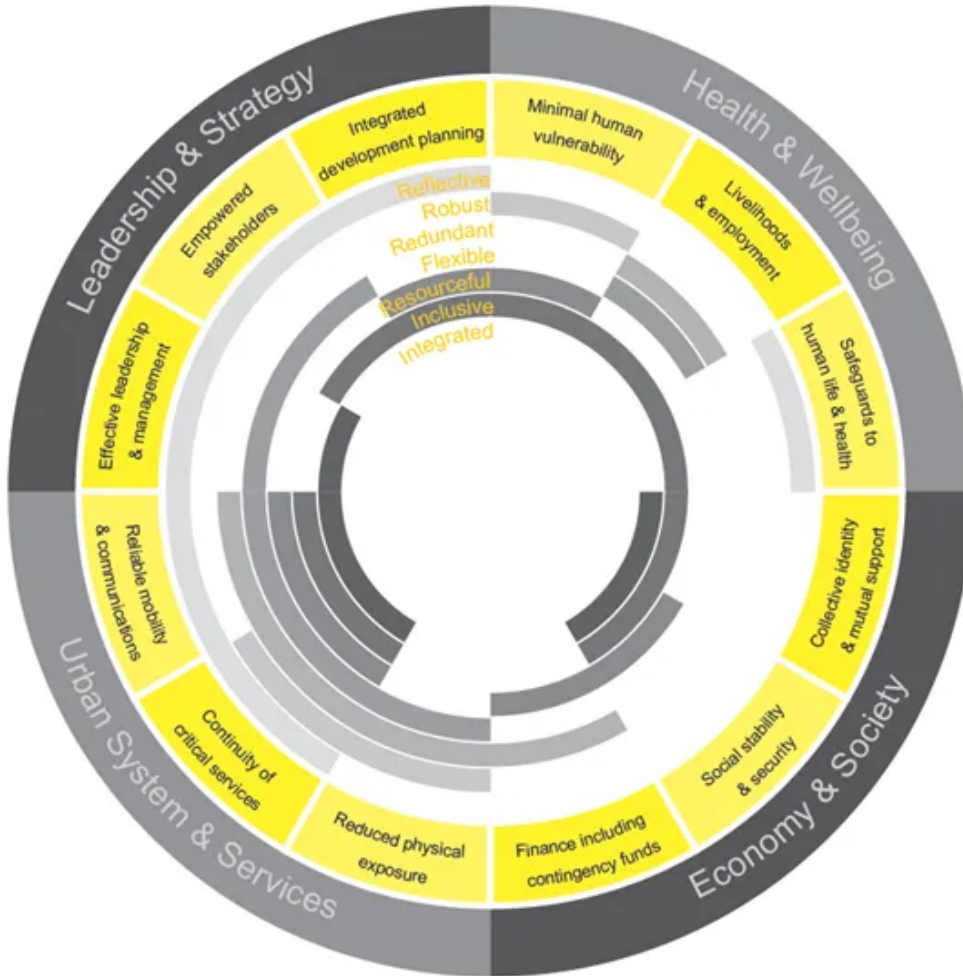 Leadership & Strategy
Health & Wellbeing
Economy & Society
Urban System & Services
Minimal human
vulnerability
Livelihoods
& employment
Safeguards to
human life & health
Collective identity
& mutual support
Social stability
& security
Finance including
contingency funds
Reduced physical
exposure
Continuity of
critical services
Reliable mobility
& communications
Effective leadership
& management
Empowered
stakeholders
Integrated
development planning
Reflective
Robust
Redundant
Flexible
Resourceful
Inclusive
Integrated